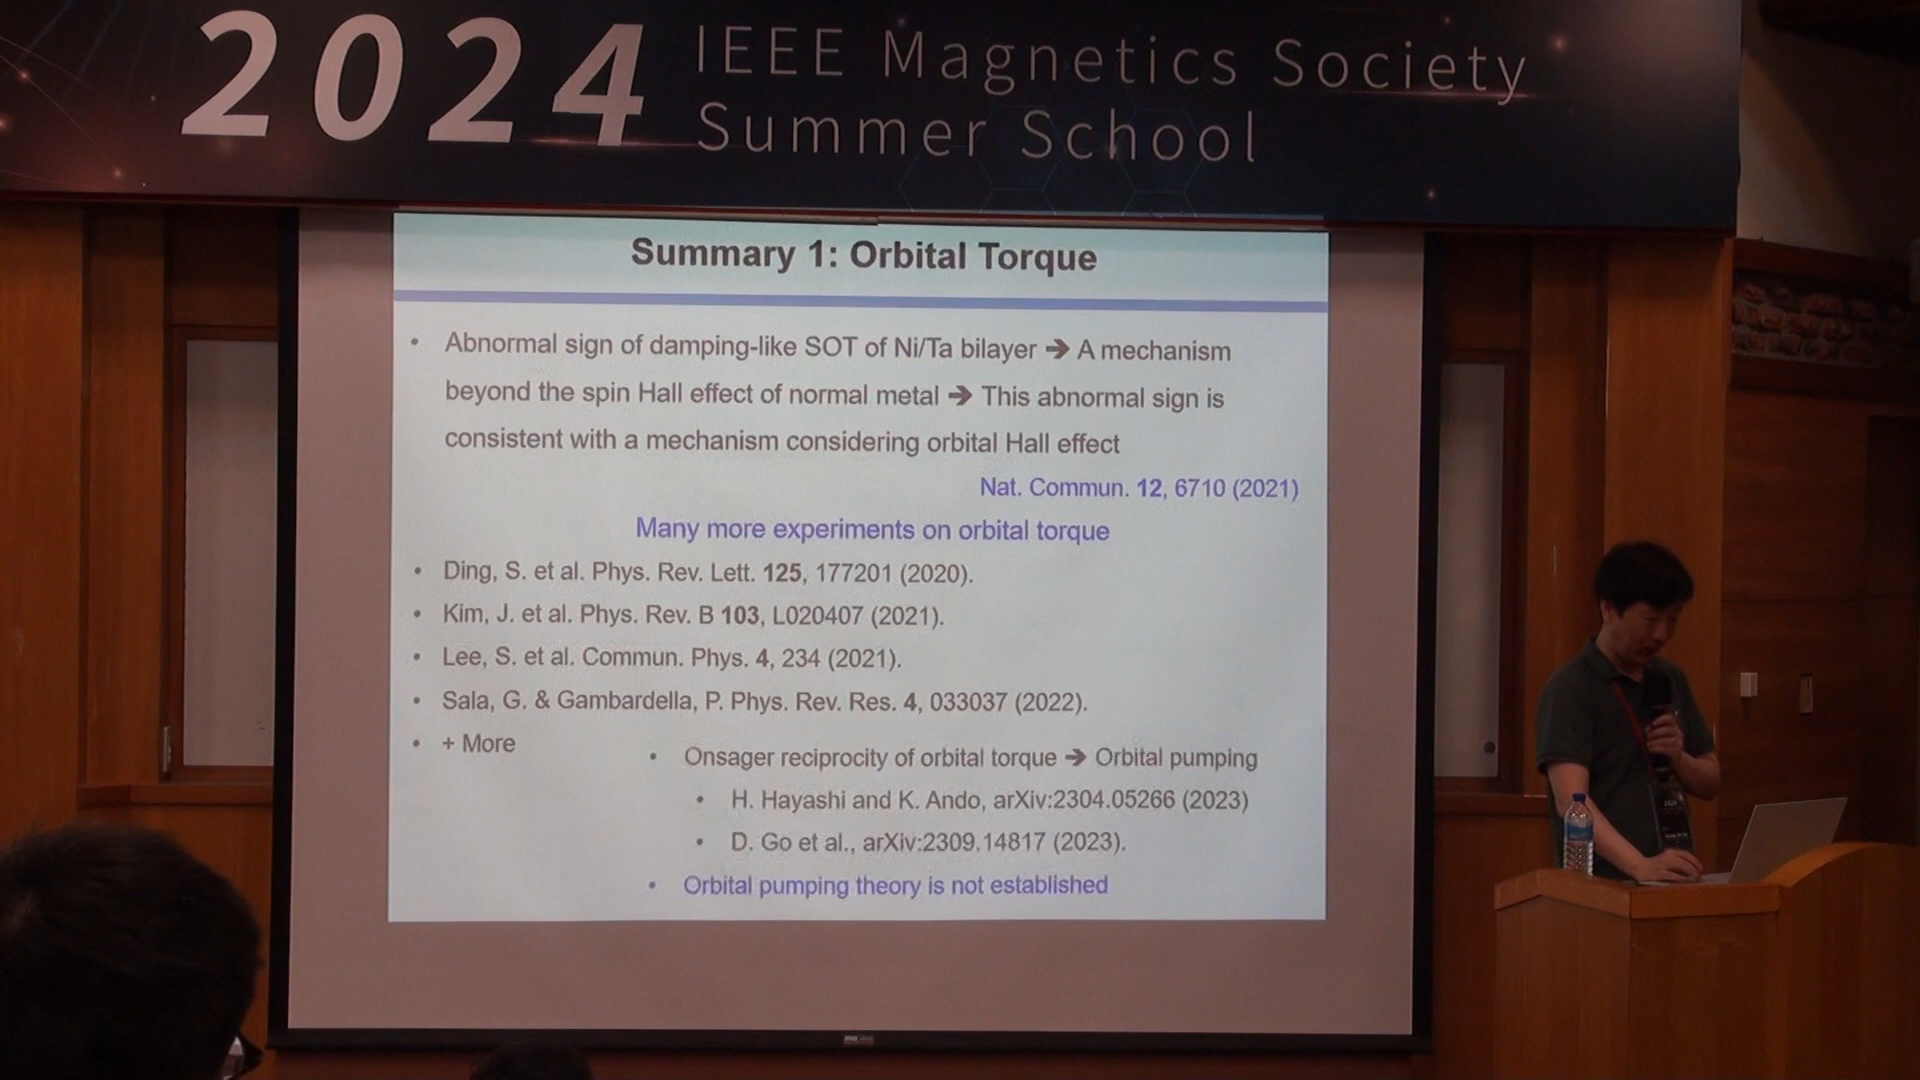 2024 IEEE Magnetics Society
Summer School
Summary 1: Orbital Torque
• Abnormal sign of damping-like SOT of Ni/Ta bilayer ➔ A mechanism
beyond the spin Hall effect of normal metal ➔ This abnormal sign is
consistent with a mechanism considering orbital Hall effect
Nat. Commun. 12, 6710 (2021)
Many more experiments on orbital torque
• Ding, S. et al. Phys. Rev. Lett. 125, 177201 (2020).
• Kim, J. et al. Phys. Rev. B 103, L020407 (2021).
• Lee, S. et al. Commun. Phys. 4, 234 (2021).
• Sala, G. & Gambardella, P. Phys. Rev. Res. 4, 033037 (2022).
• + More
• Onsager reciprocity of orbital torque ➔ Orbital pumping
• H. Hayashi and K. Ando, arXiv:2304.05266 (2023)
• D. Go et al., arXiv:2309.14817 (2023).
• Orbital pumping theory is not established